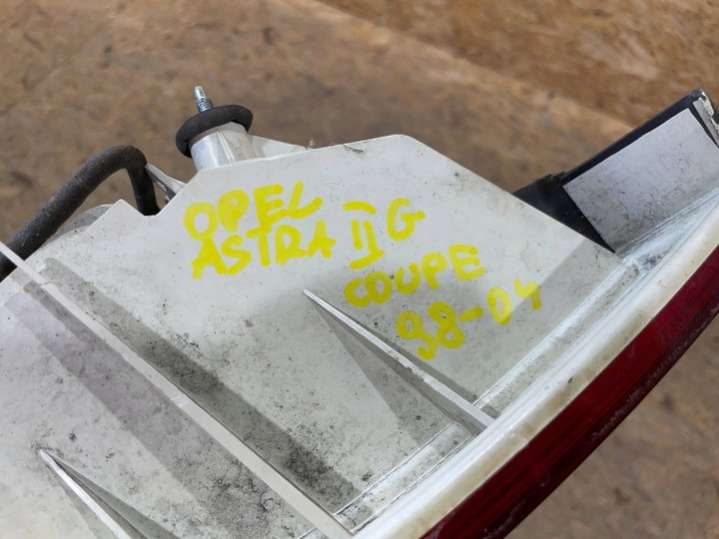 OPEL
ASTRA II G
COUPE
98-04